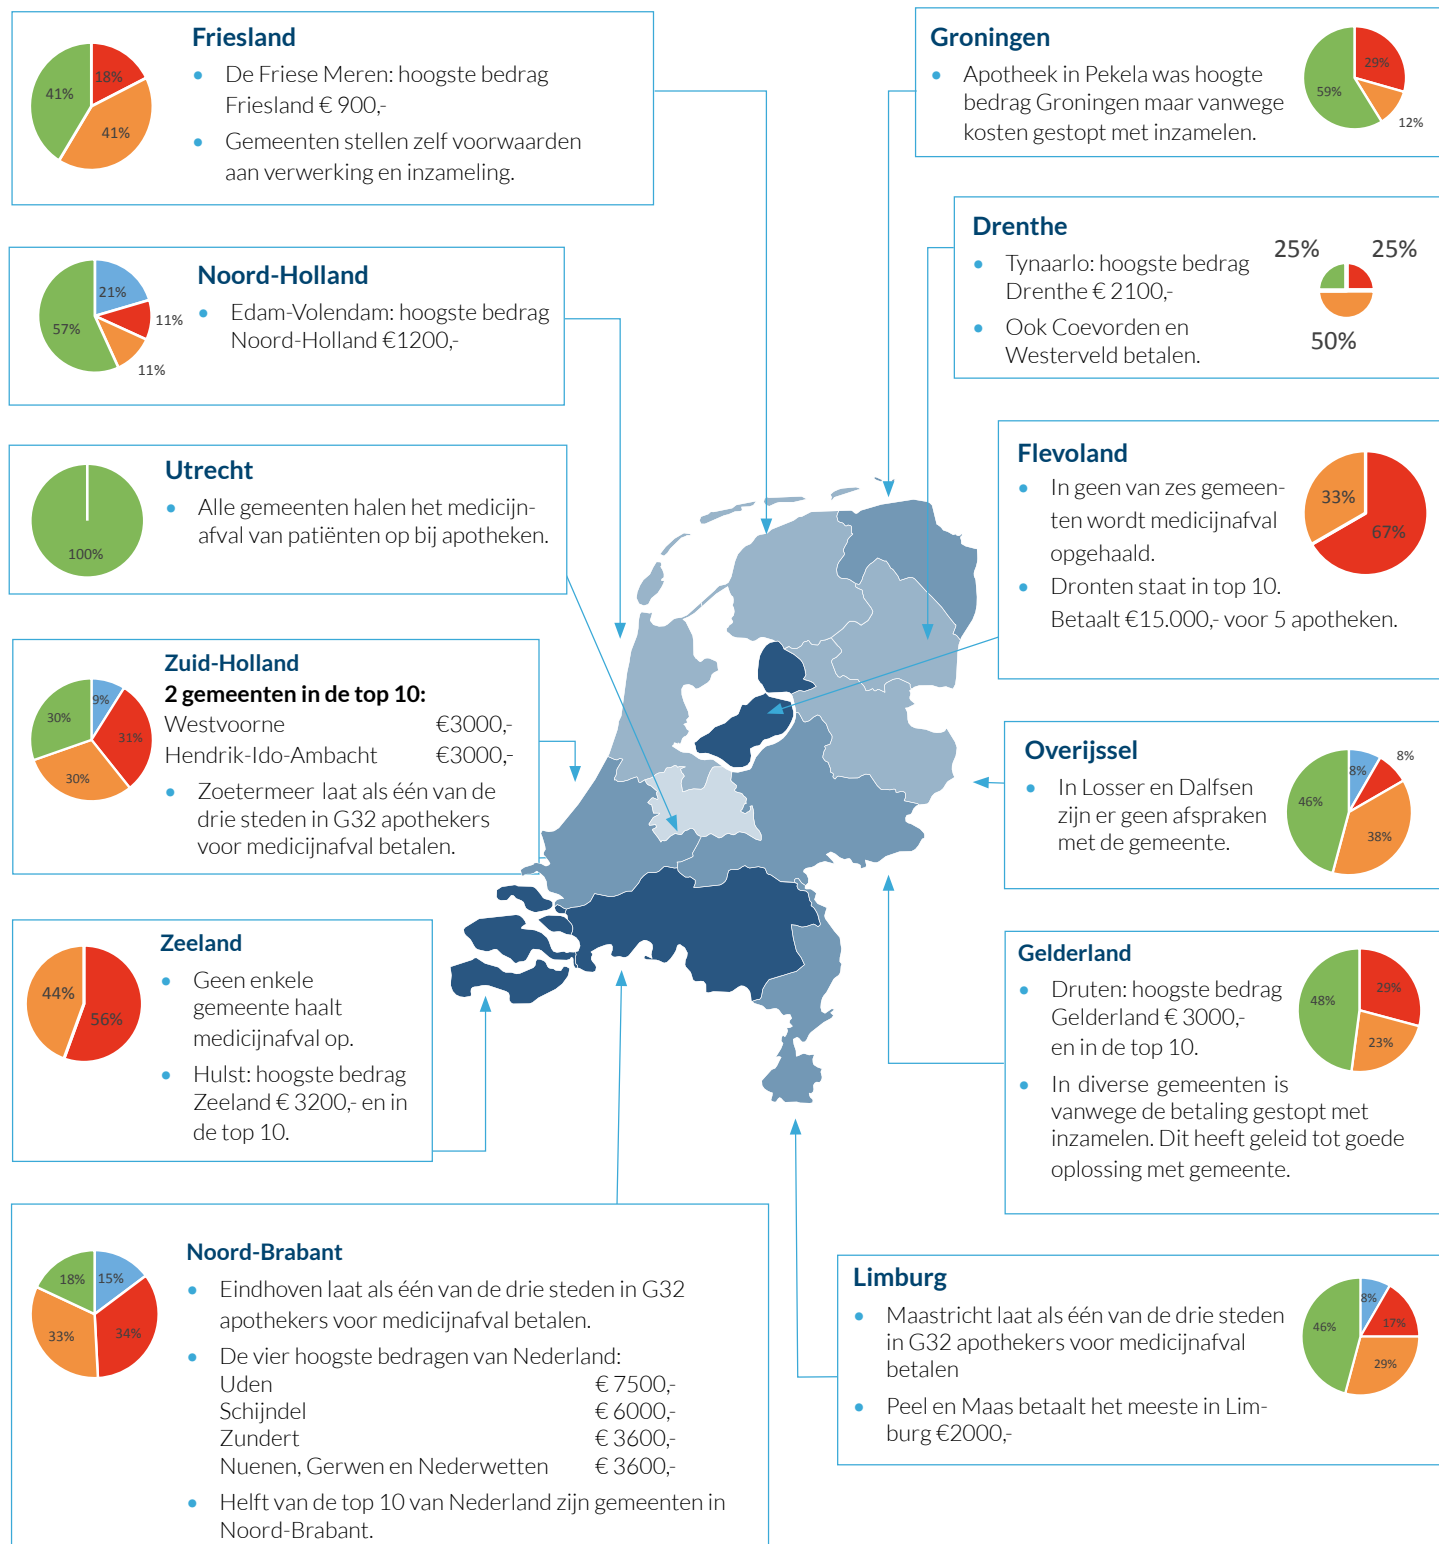 Friesland
18%
41%
41%
• De Friese Meren: hoogste bedrag
Friesland € 900,-
• Gemeenten stellen zelf voorwaarden
aan verwerking en inzameling.
Groningen
• Apotheek in Pekela was hoogte
bedrag Groningen maar vanwege
kosten gestopt met inzamelen.
29%
59%
12%
Noord-Holland
21%
11%
57%
11%
• Edam-Volendam: hoogste bedrag
Noord-Holland €1200,-
Drenthe
• Tynaarlo: hoogste bedrag
Drenthe € 2100,-
• Ook Coevorden en
Westerveld betalen.
25%
25%
50%
Utrecht
100%
• Alle gemeenten halen het medicijn-
afval van patiënten op bij apotheken.
Flevoland
• In geen van zes gemeen-
ten wordt medicijnafval
opgehaald.
• Dronten staat in top 10.
Betaalt €15.000,- voor 5 apotheken.
33%
67%
Zuid-Holland
2 gemeenten in de top 10:
Westvoorne €3000,-
Hendrik-Ido-Ambacht €3000,-
• Zoetermeer laat als één van de
drie steden in G32 apothekers
voor medicijnafval betalen.
9%
30%
31%
30%
Overijssel
• In Losser en Dalfsen
zijn er geen afspraken
met de gemeente.
8%
8%
46%
38%
Zeeland
• Geen enkele
gemeente haalt
medicijnafval op.
• Hulst: hoogste bedrag
Zeeland € 3200,- en in
de top 10.
44%
56%
Gelderland
• Druten: hoogste bedrag
Gelderland € 3000,-
en in de top 10.
• In diverse gemeenten is
vanwege de betaling gestopt met
inzamelen. Dit heeft geleid tot goede
oplossing met gemeente.
29%
48%
23%
Noord-Brabant
18%
15%
33%
34%
• Eindhoven laat als één van de drie steden in G32
apothekers voor medicijnafval betalen.
• De vier hoogste bedragen van Nederland:
Uden € 7500,-
Schijndel € 6000,-
Zundert € 3600,-
Nuenen, Gerwen en Nederwetten € 3600,-
• Helft van de top 10 van Nederland zijn gemeenten in
Noord-Brabant.
Limburg
• Maastricht laat als één van de drie steden
in G32 apothekers voor medicijnafval
betalen
• Peel en Maas betaalt het meeste in Lim-
burg €2000,-
8%
17%
46%
29%